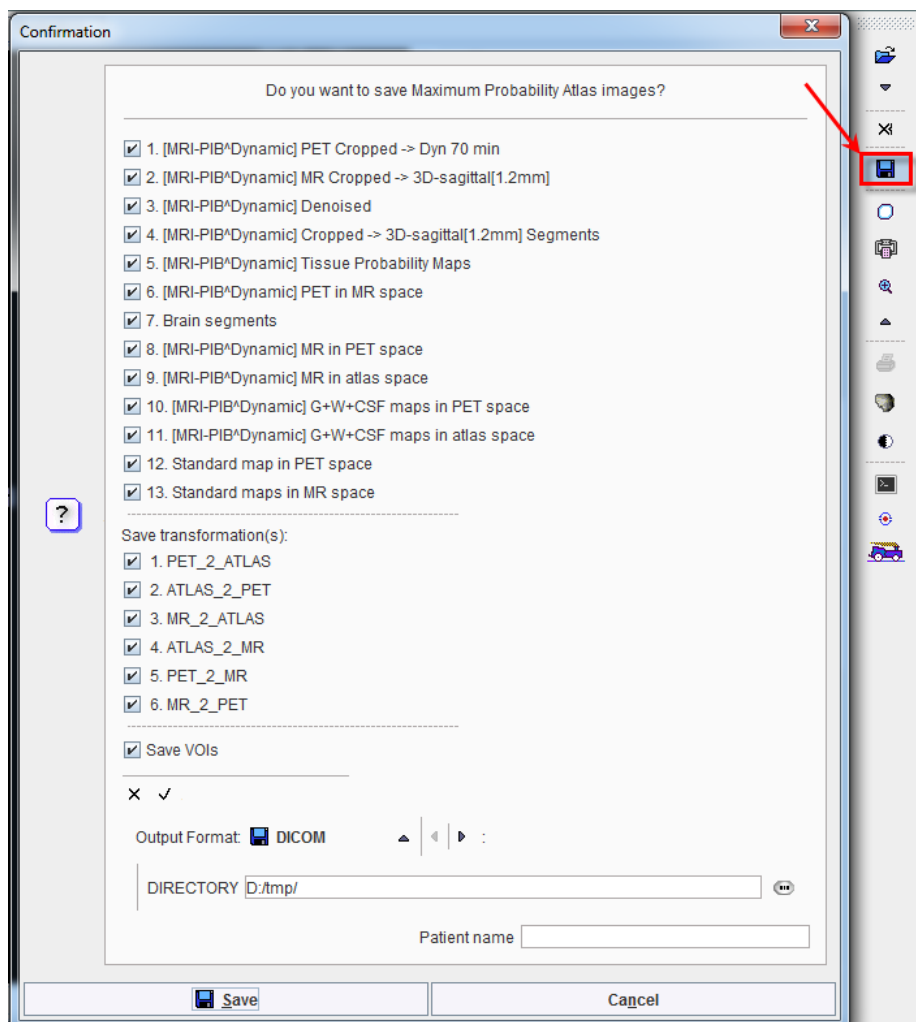 Confirmation
Do you want to save Maximum Probability Atlas images?
1. [MRI-PIB^Dynamic] PET Cropped -> Dyn 70 min
2. [MRI-PIB^Dynamic] MR Cropped -> 3D-sagittal[1.2mm]
3. [MRI-PIB^Dynamic] Denoised
4. [MRI-PIB^Dynamic] Cropped -> 3D-sagittal[1.2mm] Segments
5. [MRI-PIB^Dynamic] Tissue Probability Maps
6. [MRI-PIB^Dynamic] PET in MR space
7. Brain segments
8. [MRI-PIB^Dynamic] MR in PET space
9. [MRI-PIB^Dynamic] MR in atlas space
10. [MRI-PIB^Dynamic] G+W+CSF maps in PET space
11. [MRI-PIB^Dynamic] G+W+CSF maps in atlas space
12. Standard map in PET space
13. Standard maps in MR space
Save transformation(s):
1. PET_2_ATLAS
2. ATLAS_2_PET
3. MR_2_ATLAS
4. ATLAS_2_MR
5. PET_2_MR
6. MR_2_PET
Save VOIs
Output Format: DICOM :
DIRECTORY D:/tmp/
Patient name
Save Cancel